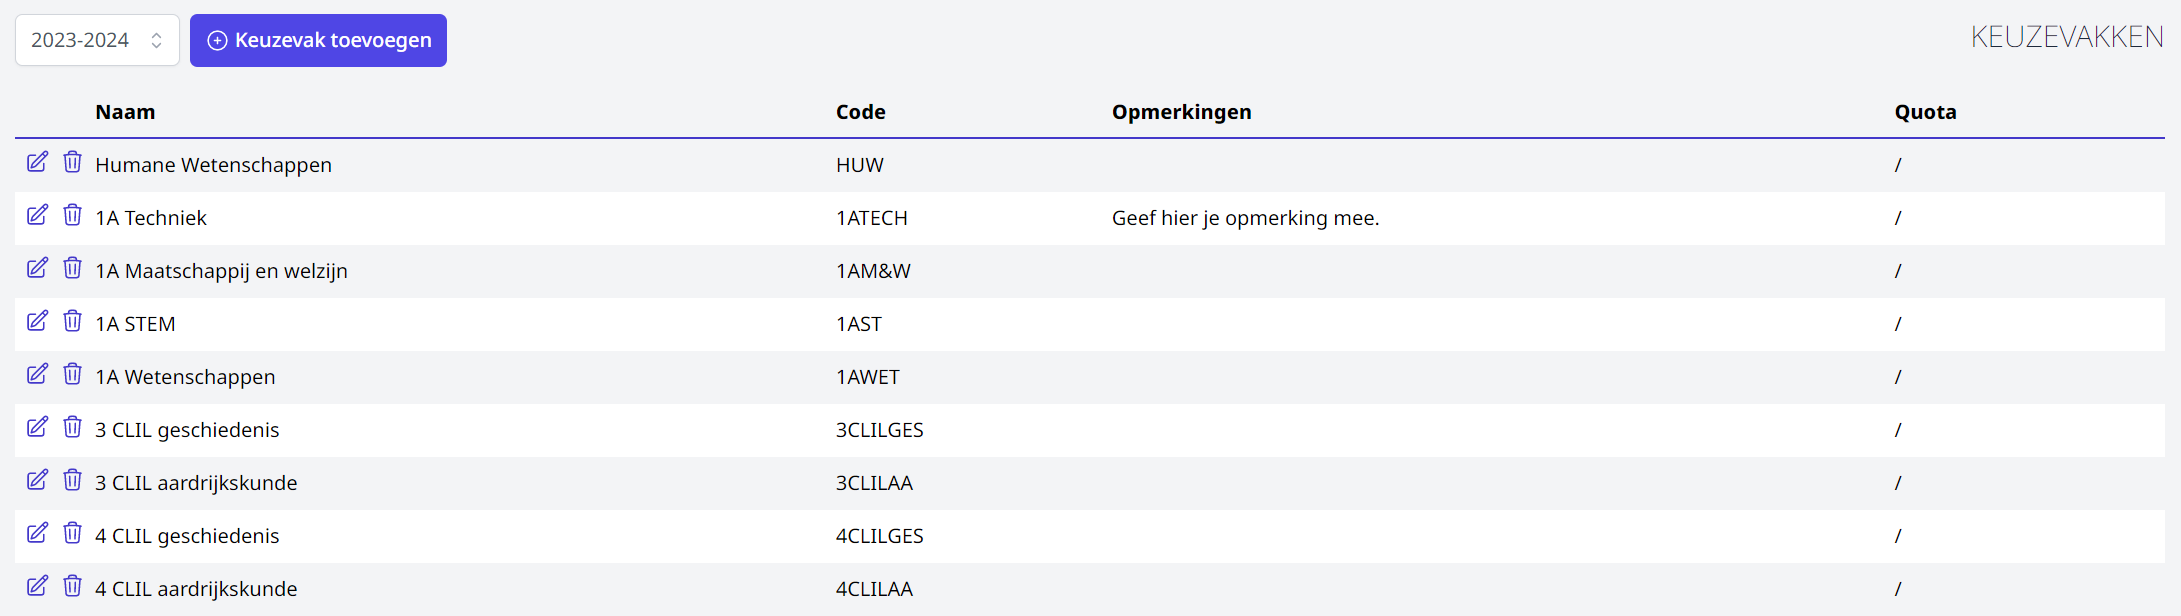 2023-2024 Keuzevak toevoegen KEUZEVAKKEN
Naam Code Opmerkingen Quota
Humane Wetenschappen HUW /
1A Techniek 1ATECH Geef hier je opmerking mee. /
1A Maatschappij en welzijn 1AM&W /
1A STEM 1AST /
1A Wetenschappen 1AWET /
3 CLIL geschiedenis 3CLILGES /
3 CLIL aardrijkskunde 3CLILAA /
4 CLIL geschiedenis 4CLILGES /
4 CLIL aardrijkskunde 4CLILAA /